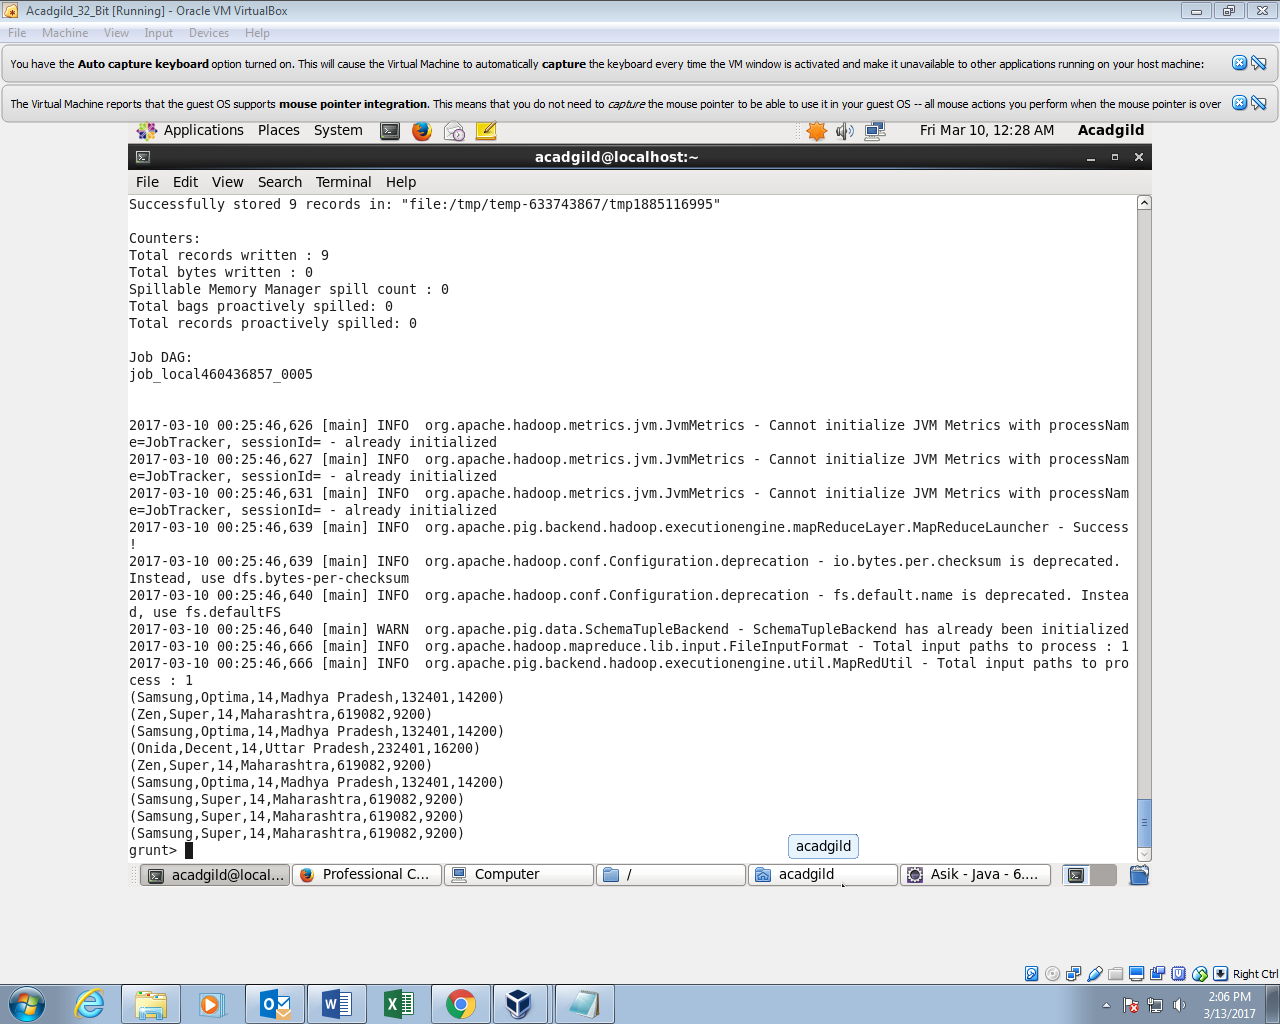 Acadgild_32_Bit [Running] - Oracle VM VirtualBox
File Machine View Input Devices Help
You have the Auto capture keyboard option turned on. This will cause the Virtual Machine to automatically capture the keyboard every time the VM window is activated and make it unavailable to other applications running on your host machine:
The Virtual Machine reports that the guest OS supports mouse pointer integration. This means that you do not need to capture the mouse pointer to be able to use it in your guest OS -- all mouse actions you perform when the mouse pointer is over
Applications Places System Fri Mar 10, 12:28 AM Acadgild
acadgild@localhost:~
File Edit View Search Terminal Help
Successfully stored 9 records in: "file:/tmp/temp-633743867/tmp1885116995"
Counters:
Total records written : 9
Total bytes written : 0
Spillable Memory Manager spill count : 0
Total bags proactively spilled: 0
Total records proactively spilled: 0
Job DAG:
job_local460436857_0005
2017-03-10 00:25:46,626 [main] INFO  org.apache.hadoop.metrics.jvm.JvmMetrics - Cannot initialize JVM Metrics with processNam
e=JobTracker, sessionId= - already initialized
2017-03-10 00:25:46,627 [main] INFO  org.apache.hadoop.metrics.jvm.JvmMetrics - Cannot initialize JVM Metrics with processNam
e=JobTracker, sessionId= - already initialized
2017-03-10 00:25:46,631 [main] INFO  org.apache.hadoop.metrics.jvm.JvmMetrics - Cannot initialize JVM Metrics with processNam
e=JobTracker, sessionId= - already initialized
2017-03-10 00:25:46,639 [main] INFO  org.apache.pig.backend.hadoop.executionengine.mapReduceLayer.MapReduceLauncher - Success
!
2017-03-10 00:25:46,639 [main] INFO  org.apache.hadoop.conf.Configuration.deprecation - io.bytes.per.checksum is deprecated.
Instead, use dfs.bytes-per-checksum
2017-03-10 00:25:46,640 [main] INFO  org.apache.hadoop.conf.Configuration.deprecation - fs.default.name is deprecated. Instea
d, use fs.defaultFS
2017-03-10 00:25:46,640 [main] WARN  org.apache.pig.data.SchemaTupleBackend - SchemaTupleBackend has already been initialized
2017-03-10 00:25:46,666 [main] INFO  org.apache.hadoop.mapreduce.lib.input.FileInputFormat - Total input paths to process : 1
2017-03-10 00:25:46,666 [main] INFO  org.apache.pig.backend.hadoop.executionengine.util.MapRedUtil - Total input paths to pro
cess : 1
(Samsung,Optima,14,Madhya Pradesh,132401,14200)
(Zen,Super,14,Maharashtra,619082,9200)
(Samsung,Optima,14,Madhya Pradesh,132401,14200)
(Onida,Decent,14,Uttar Pradesh,232401,16200)
(Zen,Super,14,Maharashtra,619082,9200)
(Samsung,Optima,14,Madhya Pradesh,132401,14200)
(Samsung,Super,14,Maharashtra,619082,9200)
(Samsung,Super,14,Maharashtra,619082,9200)
(Samsung,Super,14,Maharashtra,619082,9200)
grunt>
acadgild
acadgild@local... Professional C... Computer / acadgild Asik - Java - 6....
Right Ctrl
2:06 PM
3/13/2017